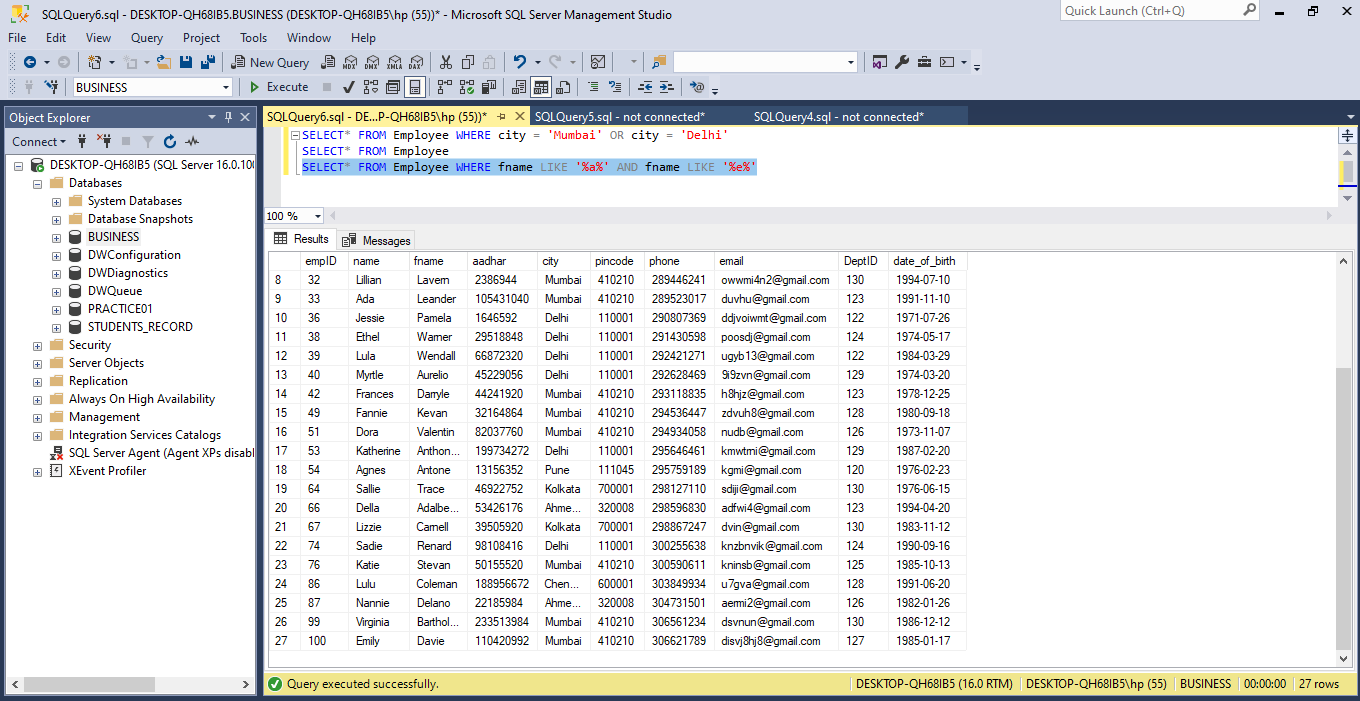 SQLQuery6.sql - DESKTOP-QH68IB5.BUSINESS (DESKTOP-QH68IB5\hp (55))* - Microsoft SQL Server Management Studio
Quick Launch (Ctrl+Q)
File Edit View Query Project Tools Window Help
New Query MDX DMX XMLA DAX
BUSINESS Execute
Object Explorer
Connect
DESKTOP-QH68IB5 (SQL Server 16.0.100
Databases
System Databases
Database Snapshots
BUSINESS
DWConfiguration
DWDiagnostics
DWQueue
PRACTICE01
STUDENTS_RECORD
Security
Server Objects
Replication
Always On High Availability
Management
Integration Services Catalogs
SQL Server Agent (Agent XPs disabl
XEvent Profiler
SQLQuery6.sql - DE...P-QH68IB5\hp (55))* SQLQuery5.sql - not connected* SQLQuery4.sql - not connected*
SELECT* FROM Employee WHERE city = 'Mumbai' OR city = 'Delhi'
SELECT* FROM Employee
SELECT* FROM Employee WHERE fname LIKE '%a%' AND fname LIKE '%e%'
100 %
Results Messages
empID name fname aadhar city pincode phone email DeptID date_of_birth
8 32 Lillian Lavern 2386944 Mumbai 410210 289446241 owwmi4n2@gmail.com 130 1994-07-10
9 33 Ada Leander 105431040 Mumbai 410210 289523017 duvhu@gmail.com 123 1991-11-10
10 36 Jessie Pamela 1646592 Delhi 110001 290807369 ddjvoiwmt@gmail.com 122 1971-07-26
11 38 Ethel Warner 29518848 Delhi 110001 291430598 poosdj@gmail.com 124 1974-05-17
12 39 Lula Wendall 66872320 Delhi 110001 292421271 ugyb13@gmail.com 122 1984-03-29
13 40 Myrtle Aurelio 45229056 Delhi 110001 292628469 9i9zvn@gmail.com 129 1974-03-20
14 42 Frances Darryle 44241920 Mumbai 410210 293118835 h8hjz@gmail.com 123 1978-12-25
15 49 Fannie Kevan 32164864 Mumbai 410210 294536447 zdvuh8@gmail.com 128 1980-09-18
16 51 Dora Valentin 82037760 Mumbai 410210 294934058 nudb@gmail.com 126 1973-11-07
17 53 Katherine Anthon... 199734272 Delhi 110001 295646461 kmwtrni@gmail.com 129 1987-02-20
18 54 Agnes Antone 13156352 Pune 111045 295759189 kgmi@gmail.com 120 1976-02-23
19 64 Sallie Trace 46922752 Kolkata 700001 298127110 sdiji@gmail.com 130 1976-06-15
20 66 Della Adalbe... 53426176 Ahme... 320008 298596830 adfwi4@gmail.com 123 1994-04-20
21 67 Lizzie Carnell 39505920 Kolkata 700001 298867247 dvin@gmail.com 130 1983-11-12
22 74 Sadie Renard 98108416 Delhi 110001 300255638 knzbnvik@gmail.com 124 1990-09-16
23 76 Katie Stevan 50155520 Mumbai 410210 300590611 kninsb@gmail.com 125 1985-10-13
24 86 Lulu Coleman 188956672 Chen... 600001 303849934 u7gva@gmail.com 128 1991-06-20
25 87 Nannie Delano 22185984 Ahme... 320008 304731501 aermi2@gmail.com 126 1982-01-26
26 99 Virginia Barthol... 233513984 Mumbai 410210 306561234 dsvnun@gmail.com 130 1986-12-12
27 100 Emily Davie 110420992 Mumbai 410210 306621789 disvj8hj8@gmail.com 127 1985-01-17
Query executed successfully. DESKTOP-QH68IB5 (16.0 RTM) DESKTOP-QH68IB5\hp (55) BUSINESS 00:00:00 27 rows